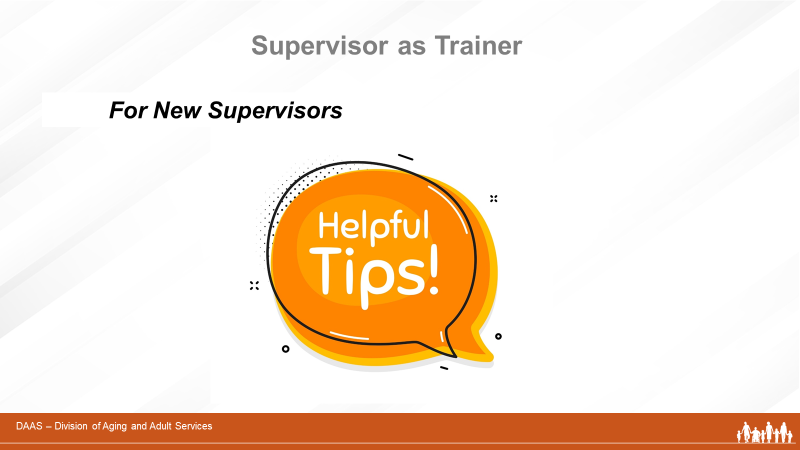 Supervisor as Trainer
For New Supervisors
Helpful
Tips!
DAAS – Division of Aging and Adult Services